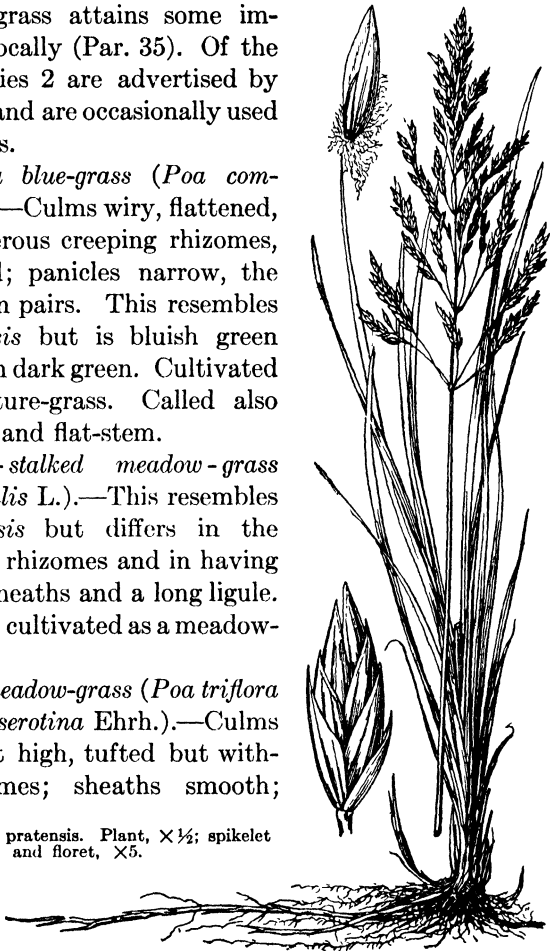 grass attains some im-
ocally (Par. 35). Of the
ies 2 are advertised by
and are occasionally used
s.
blue-grass (Poa com-
—Culms wiry, flattened,
erous creeping rhizomes,
l; panicles narrow, the
n pairs. This resembles
sis but is bluish green
n dark green. Cultivated
ture-grass. Called also
and flat-stem.
-stalked meadow-grass
lis L.).—This resembles
sis but differs in the
rhizomes and in having
heaths and a long ligule.
cultivated as a meadow-
eadow-grass (Poa triflora
serotina Ehrh.).—Culms
t high, tufted but with-
mes; sheaths smooth;
pratensis. Plant, X½; spikelet
and floret, X5.